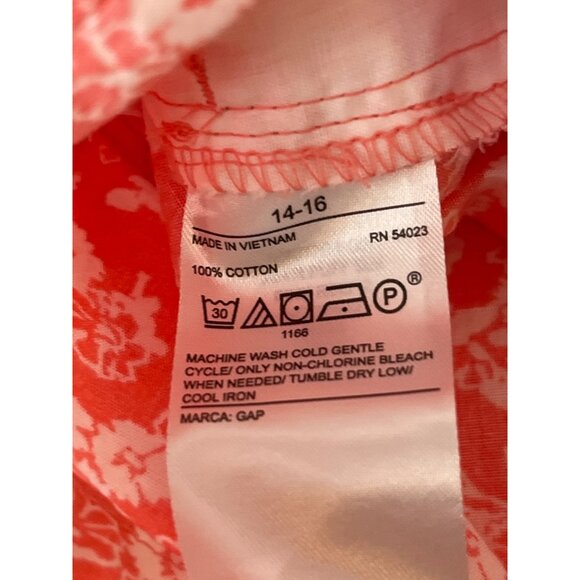 14-16
MADE IN VIETNAM RN 54023
100% COTTON
30 P ®
1166
MACHINE WASH COLD GENTLE
CYCLE/ ONLY NON-CHLORINE BLEACH
WHEN NEEDED/ TUMBLE DRY LOW/
COOL IRON
MARCA: GAP